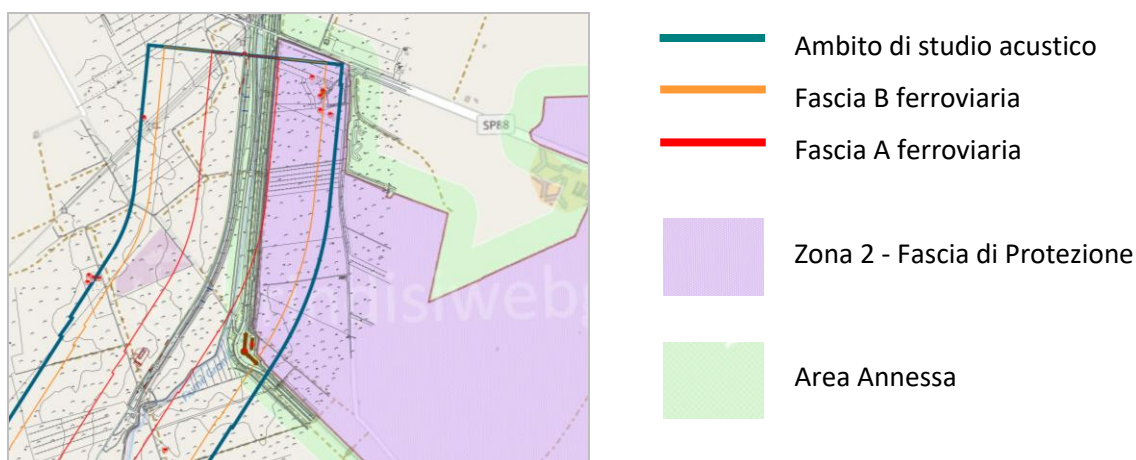 SP88
Ambito di studio acustico
Fascia B ferroviaria
Fascia A ferroviaria
Zona 2 - Fascia di Protezione
Area Annessa